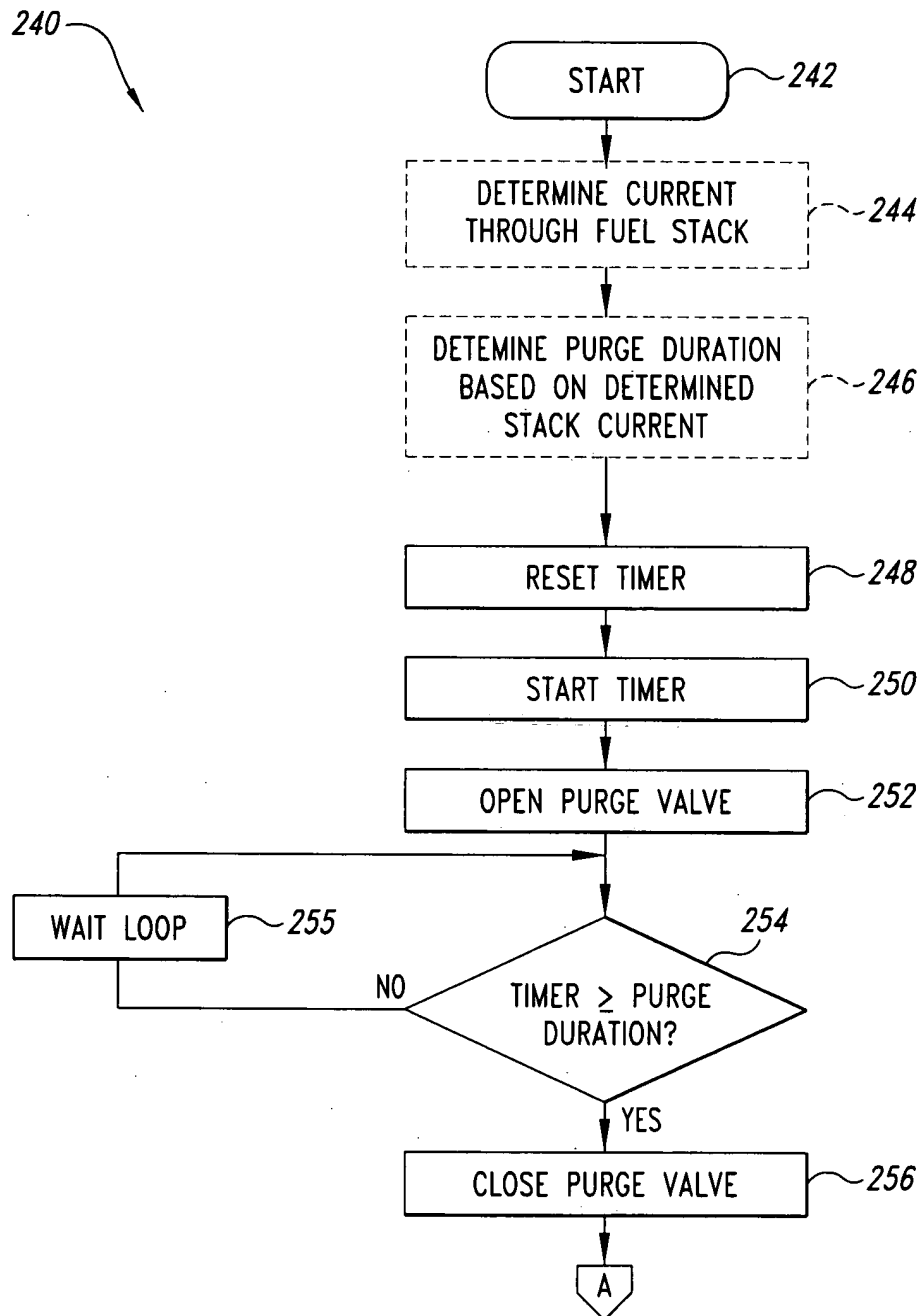 240
START
242
DETERMINE CURRENT
THROUGH FUEL STACK
244
DETEMINE PURGE DURATION
BASED ON DETERMINED
STACK CURRENT
246
RESET TIMER
248
START TIMER
250
OPEN PURGE VALVE
252
WAIT LOOP
255
254
NO
TIMER ≥ PURGE
DURATION?
YES
CLOSE PURGE VALVE
256
A